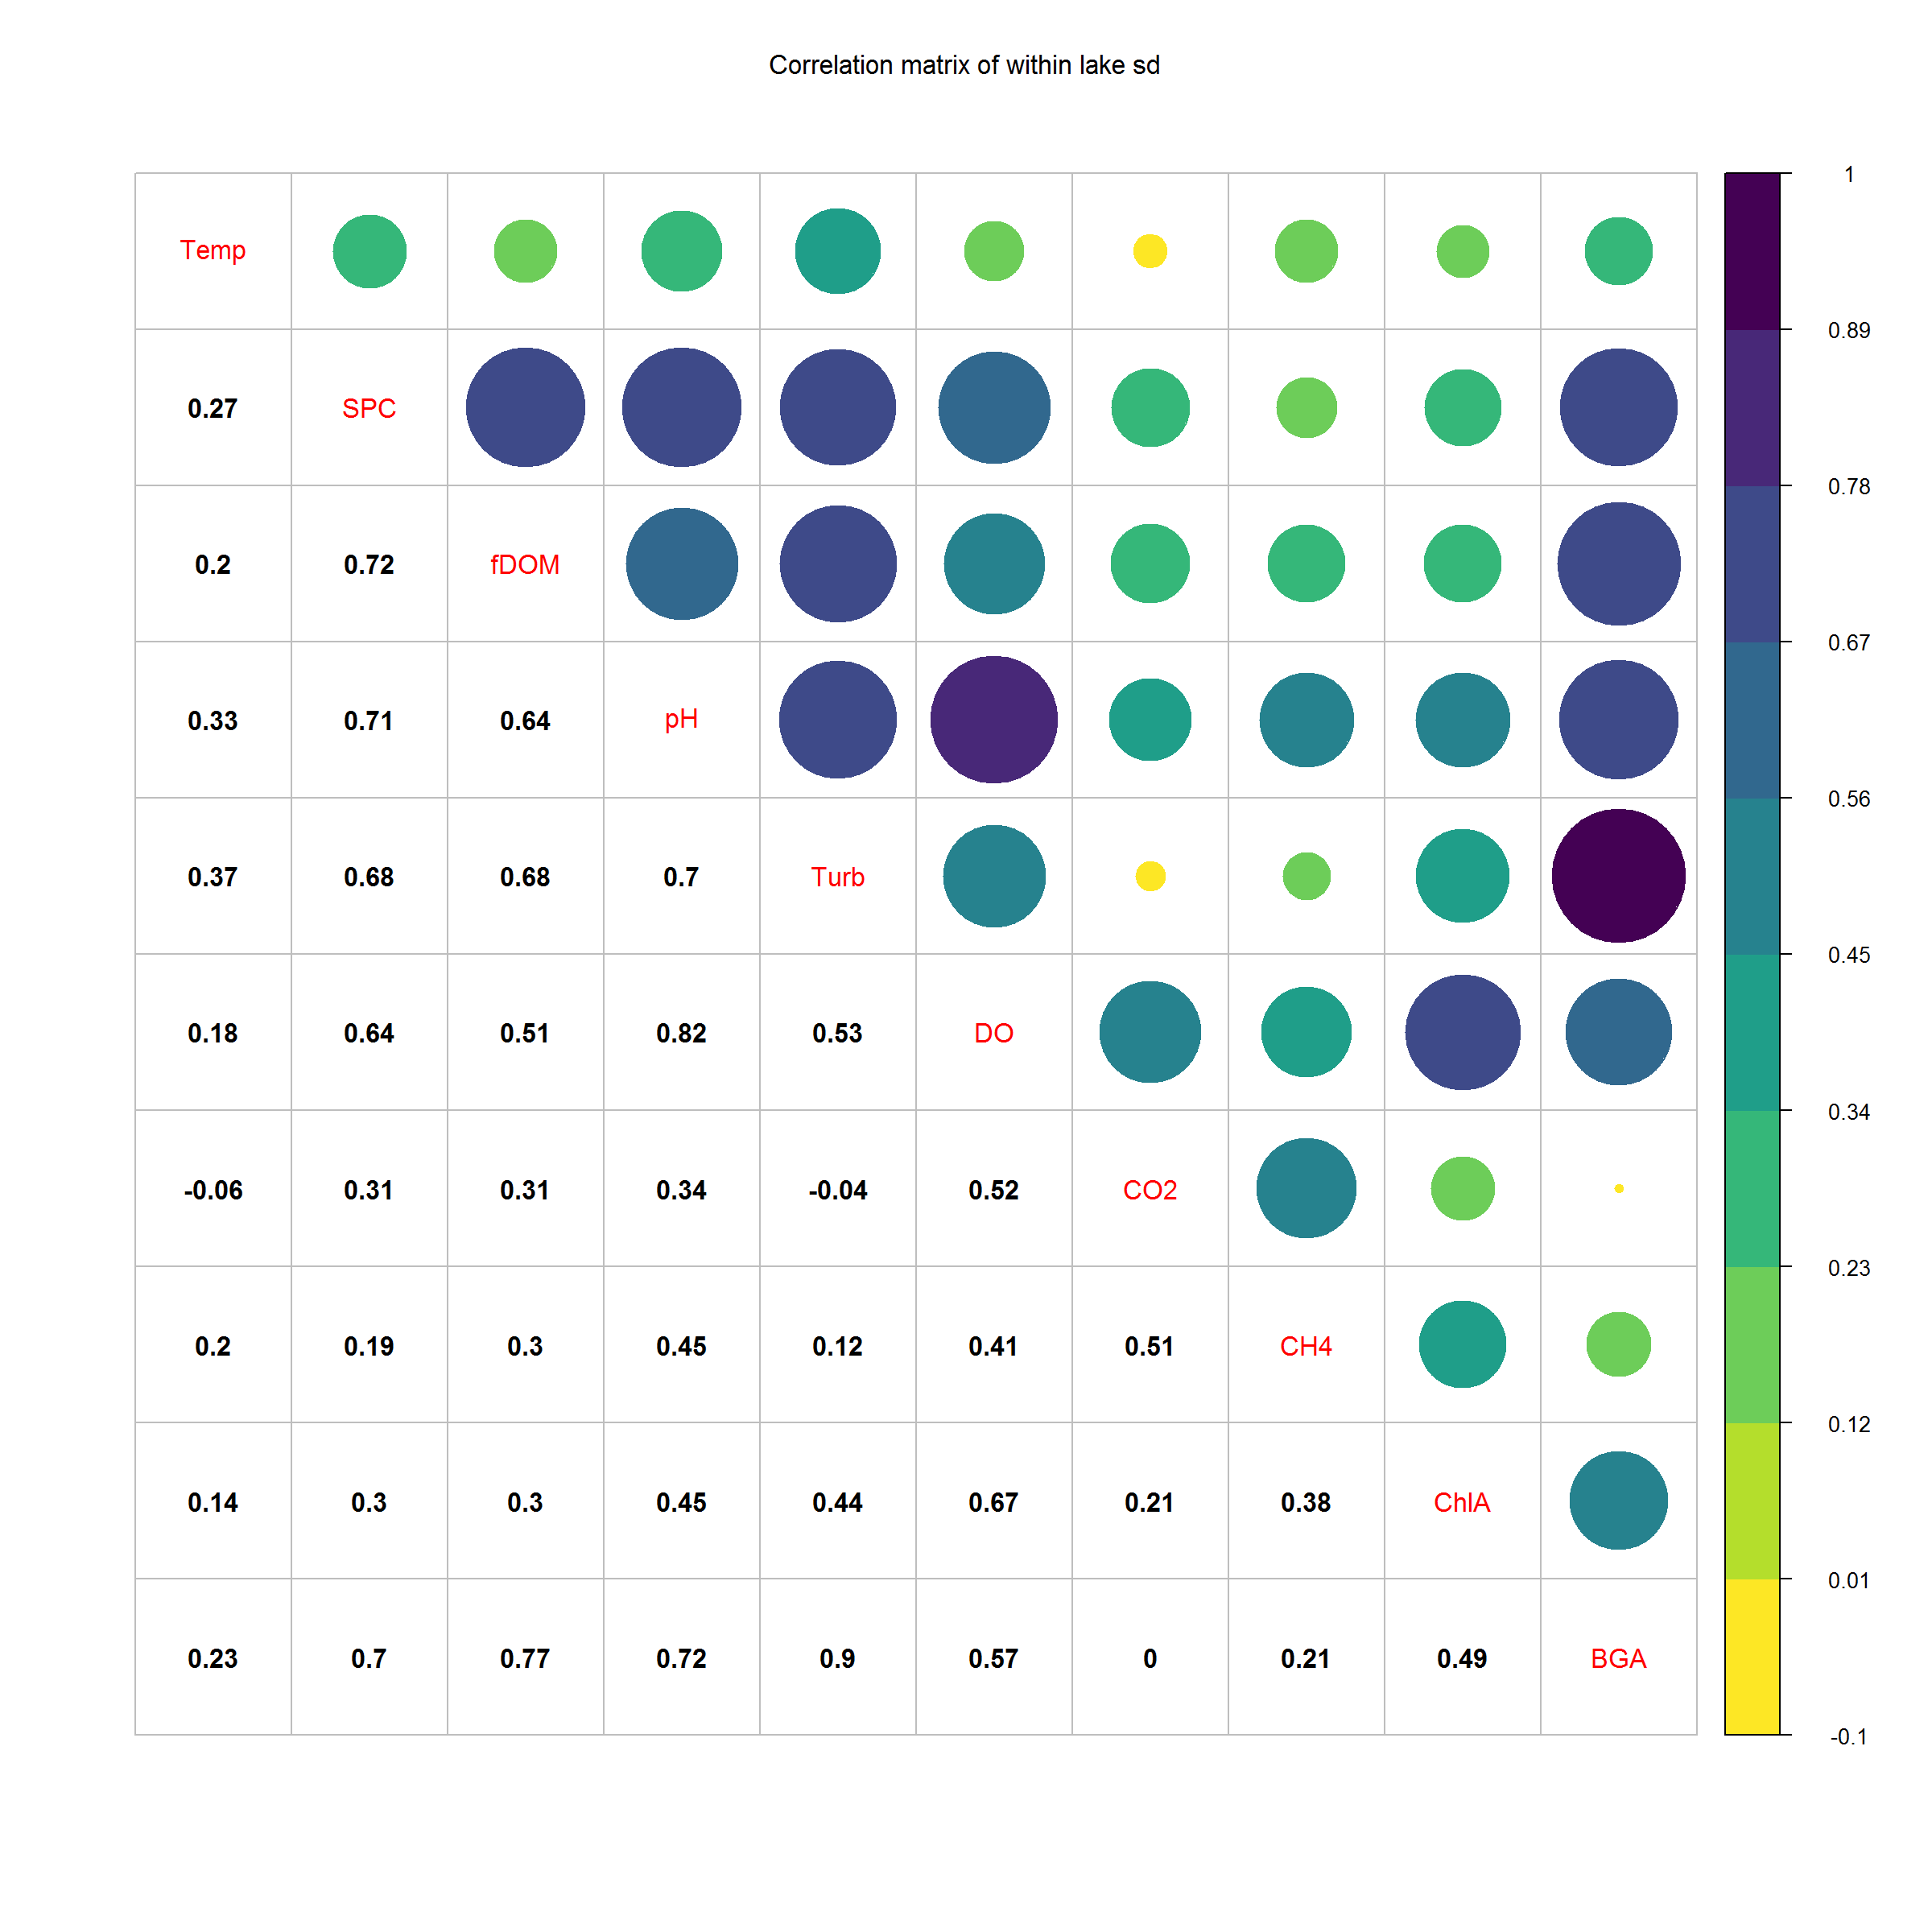 Correlation matrix of within lake sd
1
Temp
0.89
0.27 SPC
0.78
0.2 0.72 fDOM
0.67
0.33 0.71 0.64 pH
0.56
0.37 0.68 0.68 0.7 Turb
0.45
0.18 0.64 0.51 0.82 0.53 DO
0.34
-0.06 0.31 0.31 0.34 -0.04 0.52 CO2
0.23
0.2 0.19 0.3 0.45 0.12 0.41 0.51 CH4
0.12
0.14 0.3 0.3 0.45 0.44 0.67 0.21 0.38 ChlA
0.01
0.23 0.7 0.77 0.72 0.9 0.57 0 0.21 0.49 BGA
-0.1